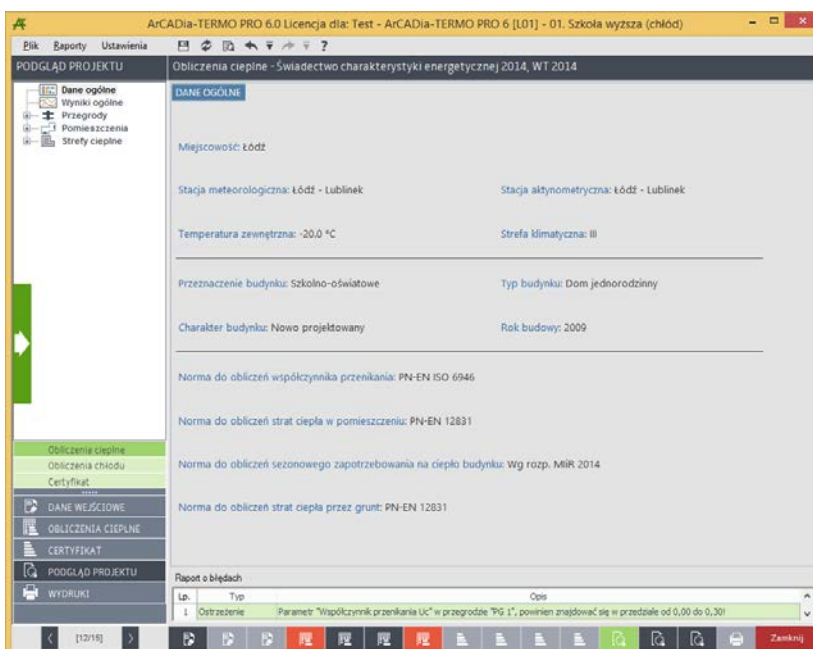 ArCADia-TERMO PRO 6.0 Licencja dla: Test - ArCADia-TERMO PRO 6 [L01] - 01. Szkoła wyższa (chłód)
Plik Raporty Ustawienia ?
PODGLĄD PROJEKTU
Obliczenia cieplne - Świadectwo charakterystyki energetycznej 2014, WT 2014
Dane ogólne
Wyniki ogólne
Przegrody
Pomieszczenia
Strefy cieplne
DANE OGÓLNE
Miejscowość: Łódź
Stacja meteorologiczna: Łódź - Lublinek Stacja aktynometryczna: Łódź - Lublinek
Temperatura zewnętrzna: -20.0 °C Strefa klimatyczna: III
Przeznaczenie budynku: Szkolno-oświatowe Typ budynku: Dom jednorodzinny
Charakter budynku: Nowo projektowany Rok budowy: 2009
Norma do obliczeń współczynnika przenikania: PN-EN ISO 6946
Norma do obliczeń strat ciepła w pomieszczeniu: PN-EN 12831
Norma do obliczeń sezonowego zapotrzebowania na ciepło budynku: Wg rozp. MIiR 2014
Norma do obliczeń strat ciepła przez grunt: PN-EN 12831
Obliczenia cieplne
Obliczenia chłodu
Certyfikat
DANE WEJŚCIOWE
OBLICZENIA CIEPLNE
CERTYFIKAT
PODGLĄD PROJEKTU
WYDRUKI
Raport o błędach
Lp. Typ Opis
1 Ostrzeżenie Parametr "Współczynnik przenikania Uc" w przegrodzie "PG 1", powinien znajdować się w przedziale od 0,00 do 0,30!
[12/15] Zamknij